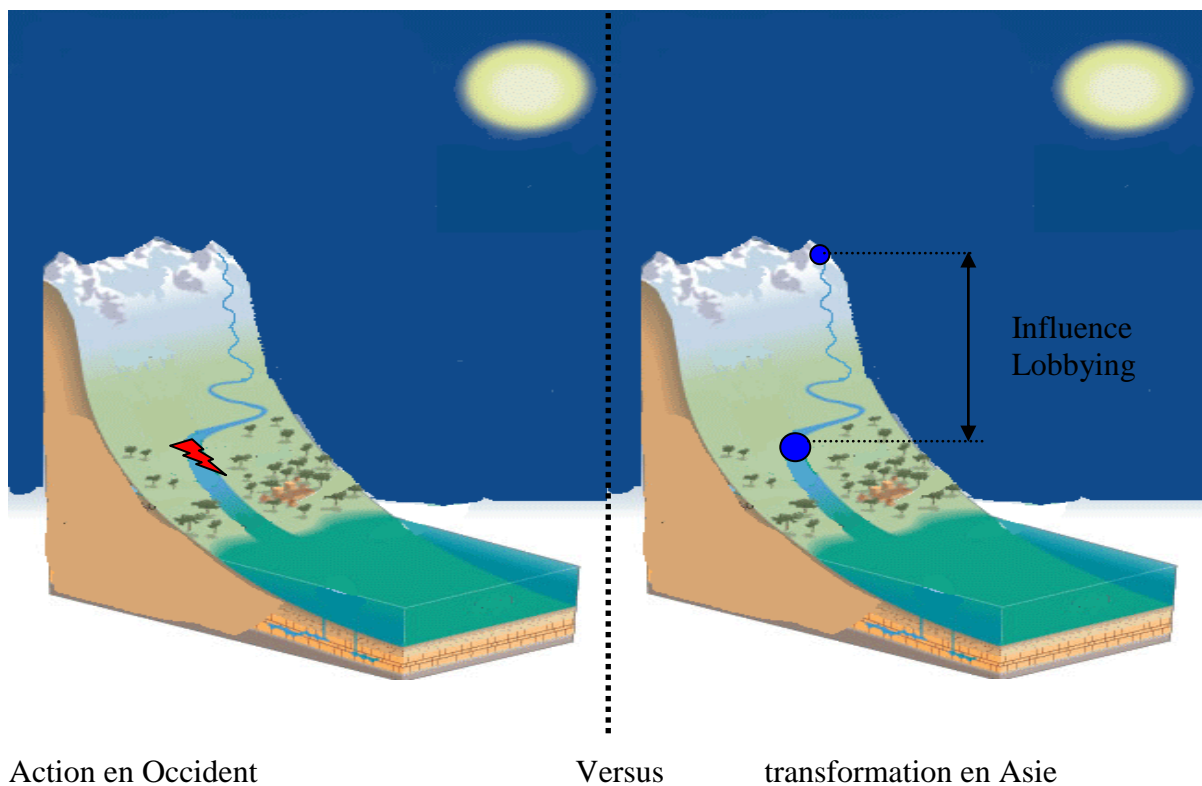 Influence
Lobbying
Action en Occident Versus transformation en Asie